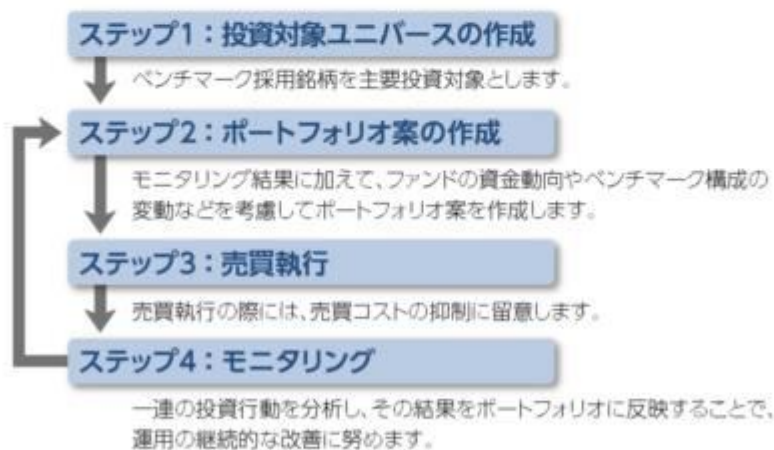 ステップ1：投資対象ユニバースの作成
ベンチマーク採用銘柄を主要投資対象とします。
ステップ2：ポートフォリオ案の作成
モニタリング結果に加えて、ファンドの資金動向やベンチマーク構成の
変動などを考慮してポートフォリオ案を作成します。
ステップ3：売買執行
売買執行の際には、売買コストの抑制に留意します。
ステップ4：モニタリング
一連の投資行動を分析し、その結果をポートフォリオに反映することで、
運用の継続的な改善に努めます。